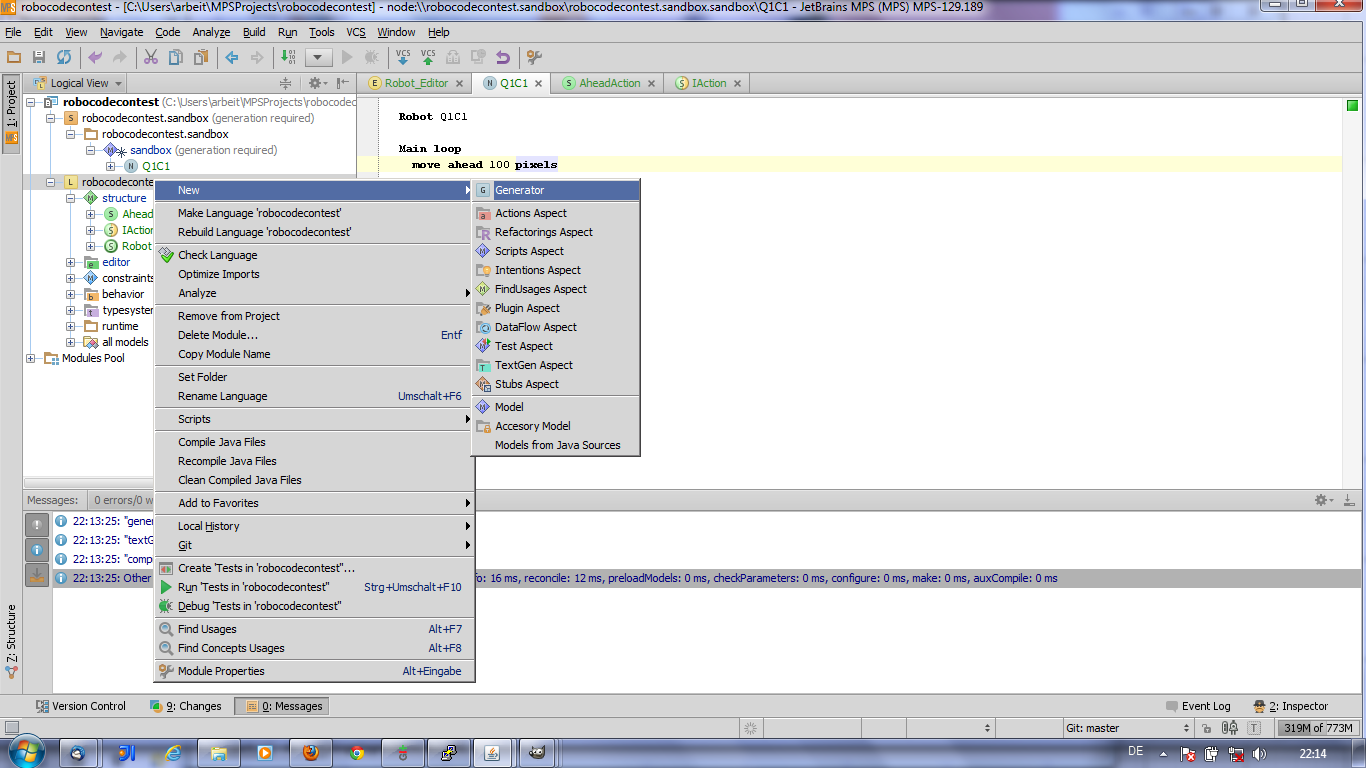 robocodecontest - [C:\Users\arbeit\MPSProjects\robocodecontest] - node:\\robocodecontest.sandbox\robocodecontest.sandbox.sandbox\Q1C1 - JetBrains MPS (MPS) MPS-129.189
File Edit View Navigate Code Analyze Build Run Tools VCS Window Help
VCS VCS
1: Project
Logical View
Robot_Editor Q1C1 AheadAction IAction
robocodecontest (C:\Users\arbeit\MPSProjects\robocodec
robocodecontest.sandbox (generation required)
robocodecontest.sandbox
sandbox (generation required)
Q1C1
robocodeconte
structure
Ahead
IAction
Robot
editor
constraints
behavior
typesystem
runtime
all models
Modules Pool
Robot Q1C1
Main loop
move ahead 100 pixels
New
Make Language 'robocodecontest'
Rebuild Language 'robocodecontest'
Check Language
Optimize Imports
Analyze
Remove from Project
Delete Module... Entf
Copy Module Name
Set Folder
Rename Language Umschalt+F6
Scripts
Compile Java Files
Recompile Java Files
Clean Compiled Java Files
Add to Favorites
Local History
Git
Create 'Tests in 'robocodecontest''...
Run 'Tests in 'robocodecontest'' Strg+Umschalt+F10
Debug 'Tests in 'robocodecontest''
Find Usages Alt+F7
Find Concepts Usages Alt+F8
Module Properties Alt+Eingabe
Generator
Actions Aspect
Refactorings Aspect
Scripts Aspect
Intentions Aspect
FindUsages Aspect
Plugin Aspect
DataFlow Aspect
Test Aspect
TextGen Aspect
Stubs Aspect
Model
Accesory Model
Models from Java Sources
Messages: 0 errors/0 w
22:13:25: "gener
22:13:25: "textG
22:13:25: "comp
22:13:25: Other fo: 16 ms, reconcile: 12 ms, preloadModels: 0 ms, checkParameters: 0 ms, configure: 0 ms, make: 0 ms, auxCompile: 0 ms
Z: Structure
Version Control 9: Changes 0: Messages Event Log 2: Inspector
Git: master 319M of 773M
DE 22:14